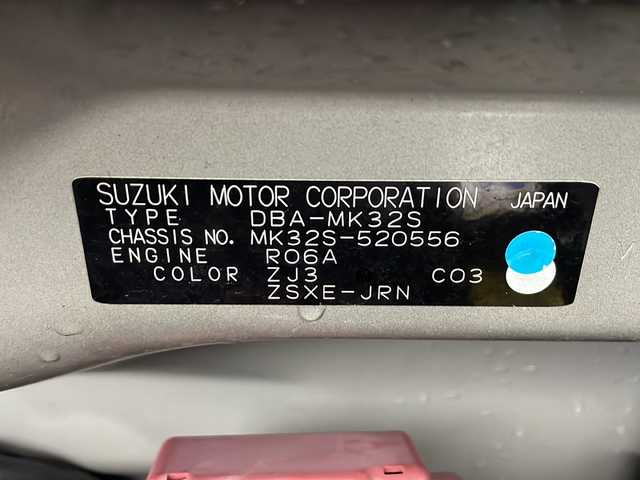 SUZUKI MOTOR CORPORATION JAPAN
TYPE DBA-MK32S
CHASSIS NO. MK32S-520556
ENGINE R06A
COLOR ZJ3 C03
ZSXE-JRN